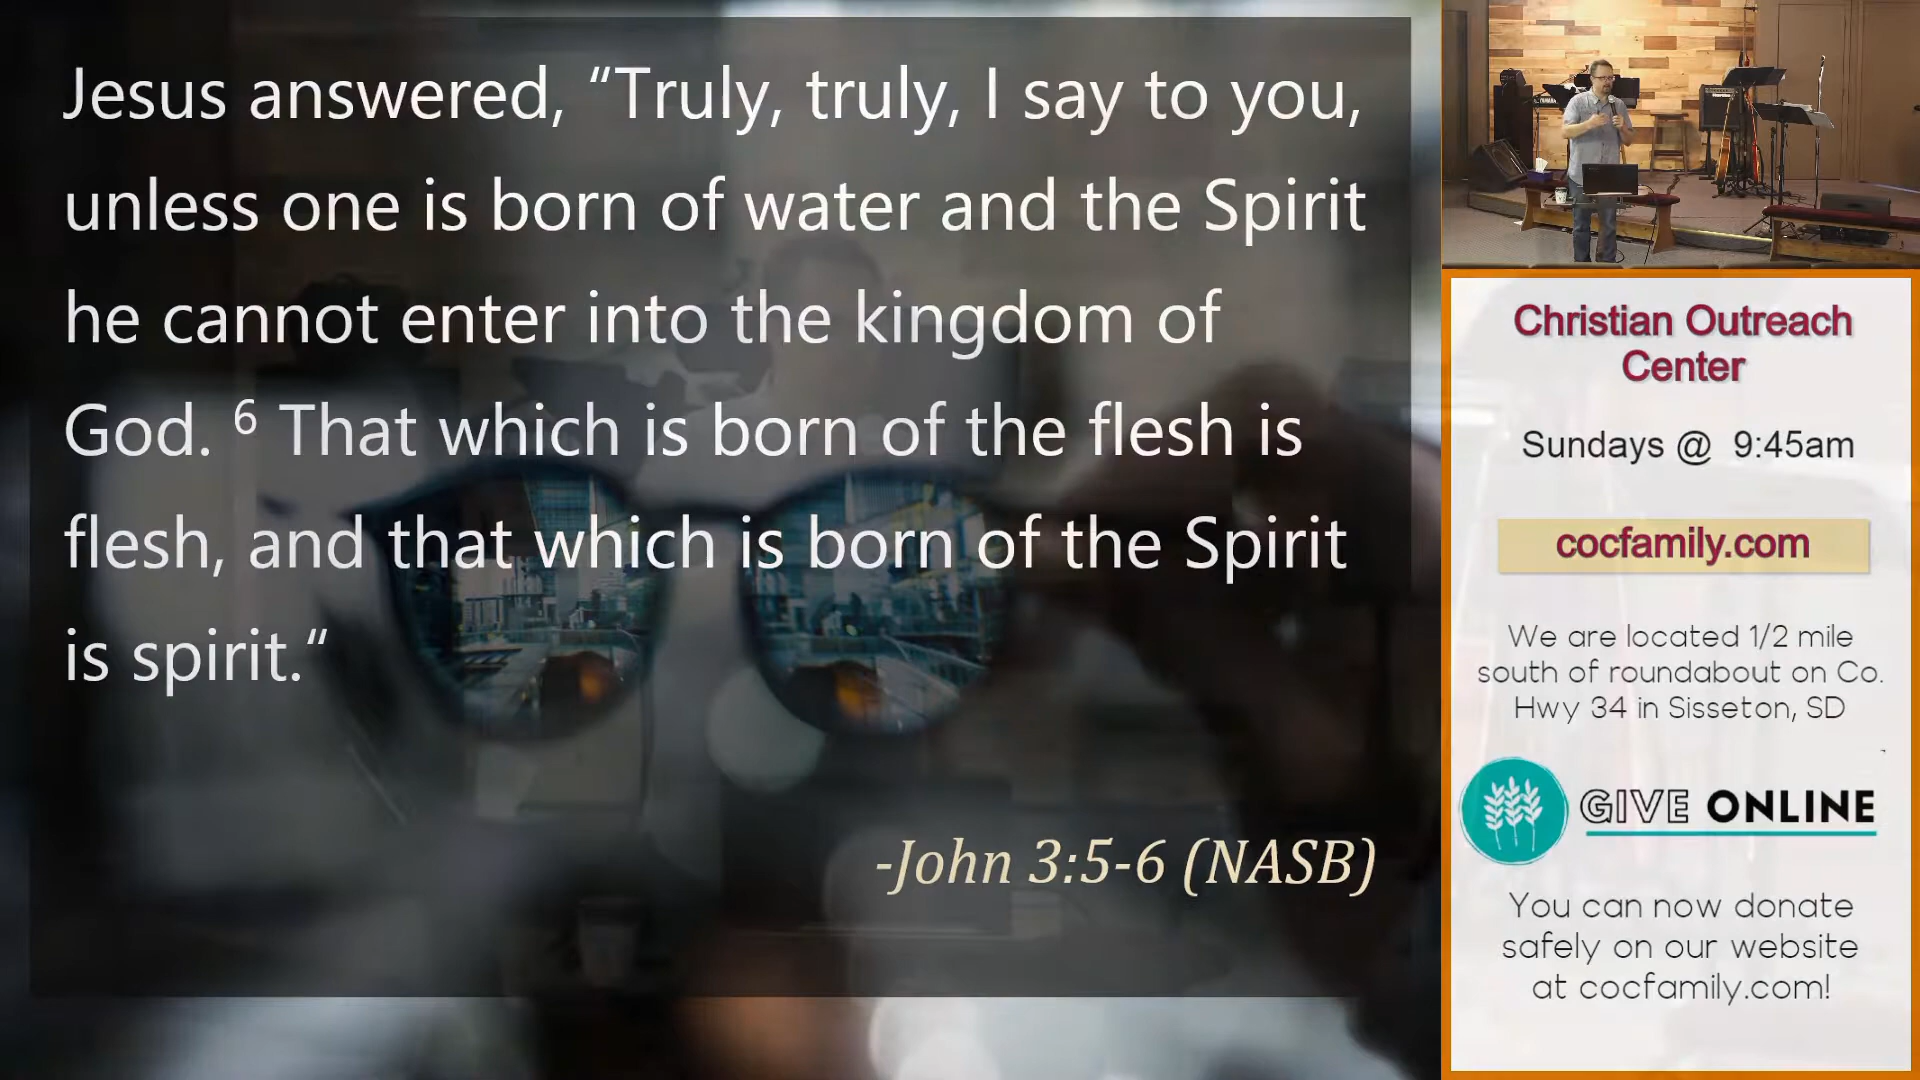 Jesus answered, “Truly, truly, I say to you,
unless one is born of water and the Spirit
he cannot enter into the kingdom of
God. ⁶ That which is born of the flesh is
flesh, and that which is born of the Spirit
is spirit.“
-John 3:5-6 (NASB)
Christian Outreach
Center
Sundays @ 9:45am
cocfamily.com
We are located 1/2 mile
south of roundabout on Co.
Hwy 34 in Sisseton, SD
GIVE ONLINE
You can now donate
safely on our website
at cocfamily.com!